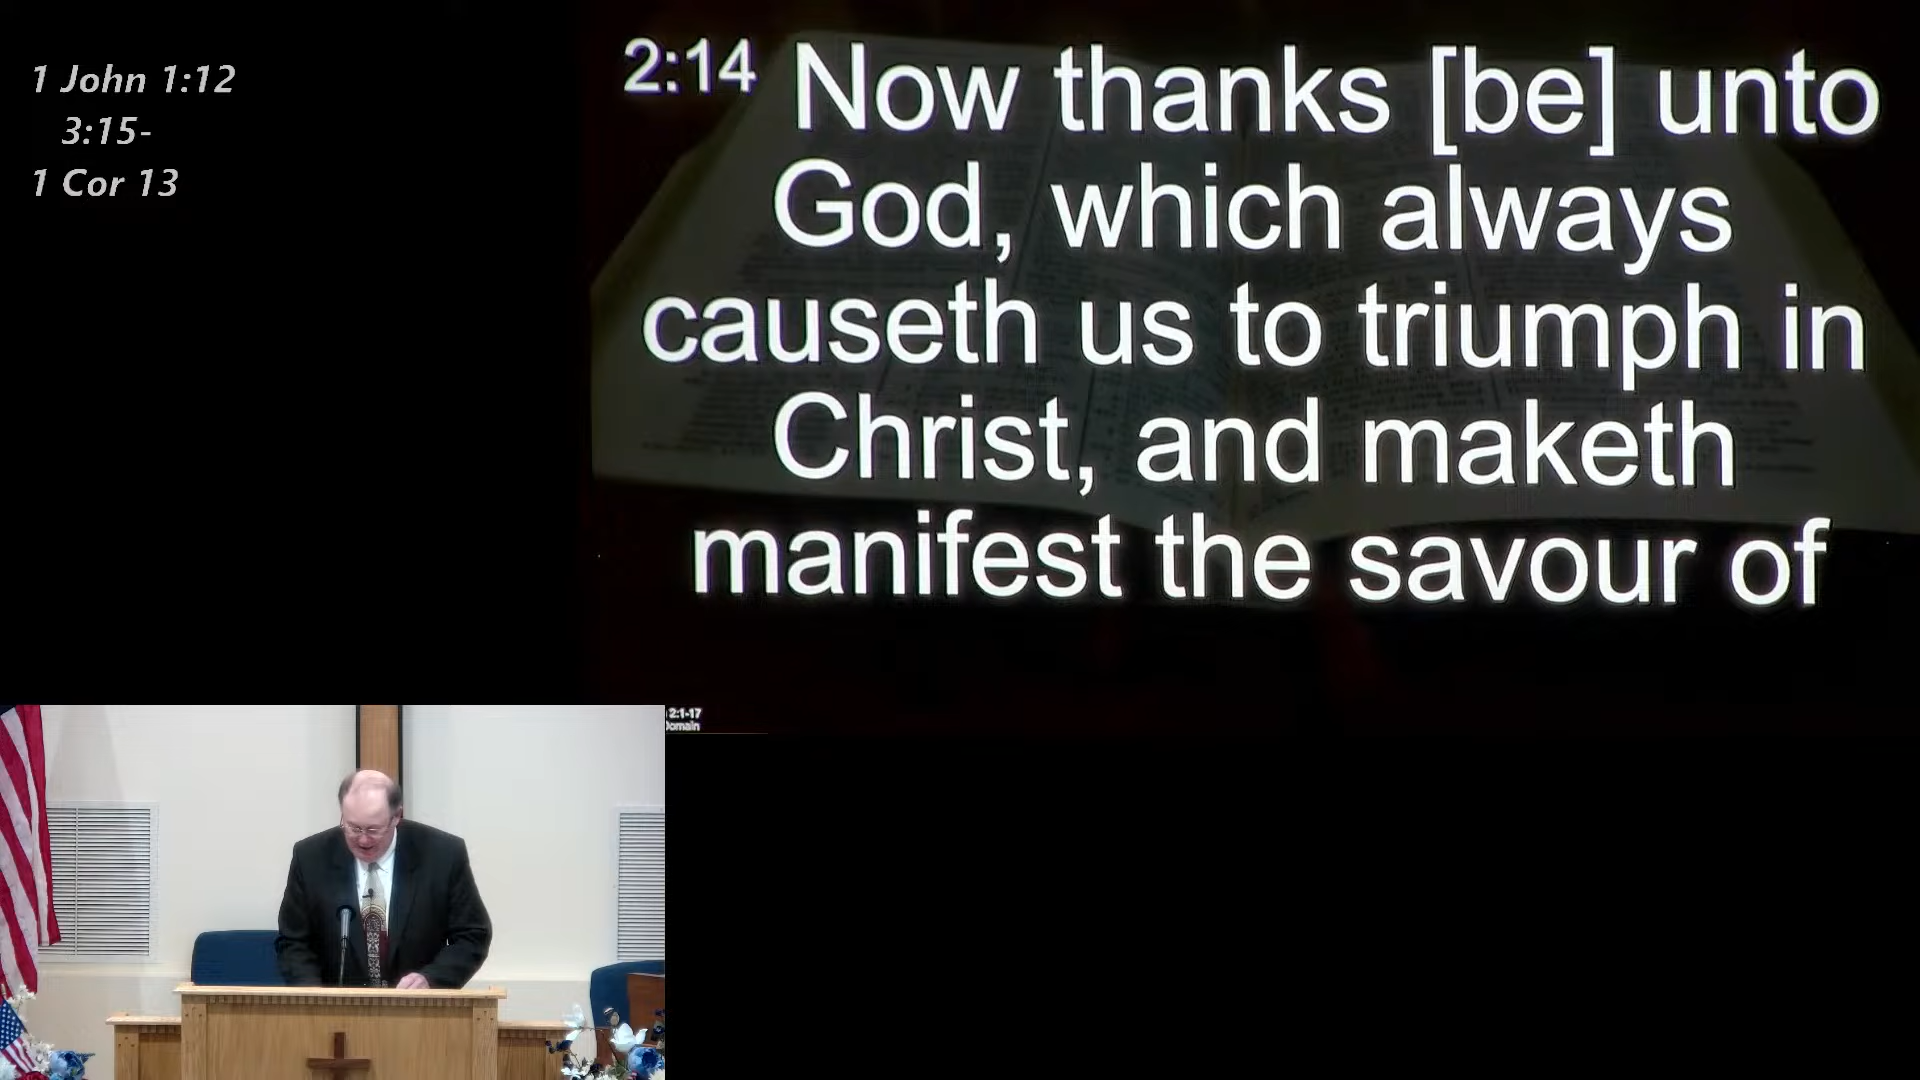 1 John 1:12
3:15-
1 Cor 13
2:14 Now thanks [be] unto
God, which always
causeth us to triumph in
Christ, and maketh
manifest the savour of
2:1-17
Domain